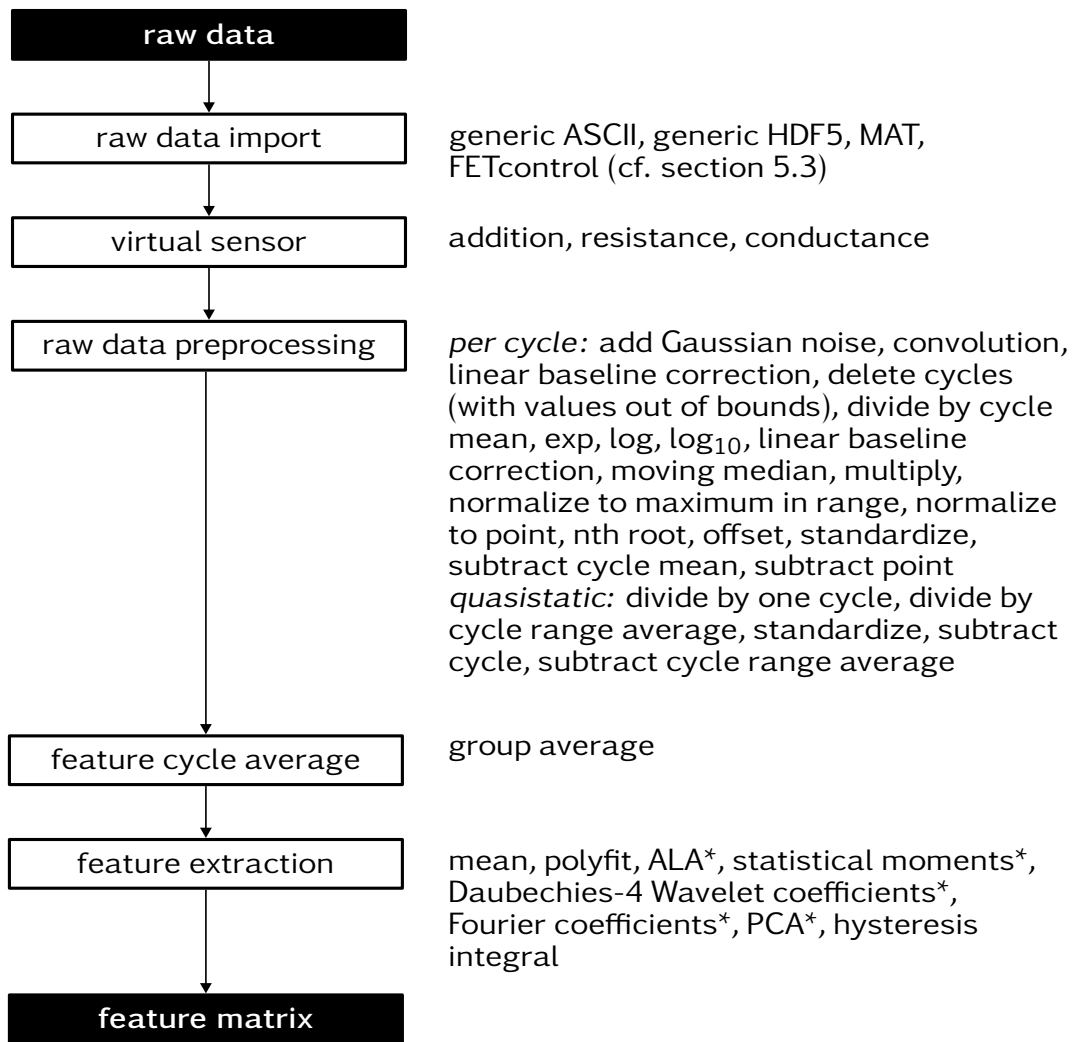 raw data
raw data import
generic ASCII, generic HDF5, MAT,
FETcontrol (cf. section 5.3)
virtual sensor
addition, resistance, conductance
raw data preprocessing
per cycle: add Gaussian noise, convolution,
linear baseline correction, delete cycles
(with values out of bounds), divide by cycle
mean, exp, log, log₁₀, linear baseline
correction, moving median, multiply,
normalize to maximum in range, normalize
to point, nth root, offset, standardize,
subtract cycle mean, subtract point
quasistatic: divide by one cycle, divide by
cycle range average, standardize, subtract
cycle, subtract cycle range average
feature cycle average
group average
feature extraction
mean, polyfit, ALA*, statistical moments*,
Daubechies-4 Wavelet coefficients*,
Fourier coefficients*, PCA*, hysteresis
integral
feature matrix